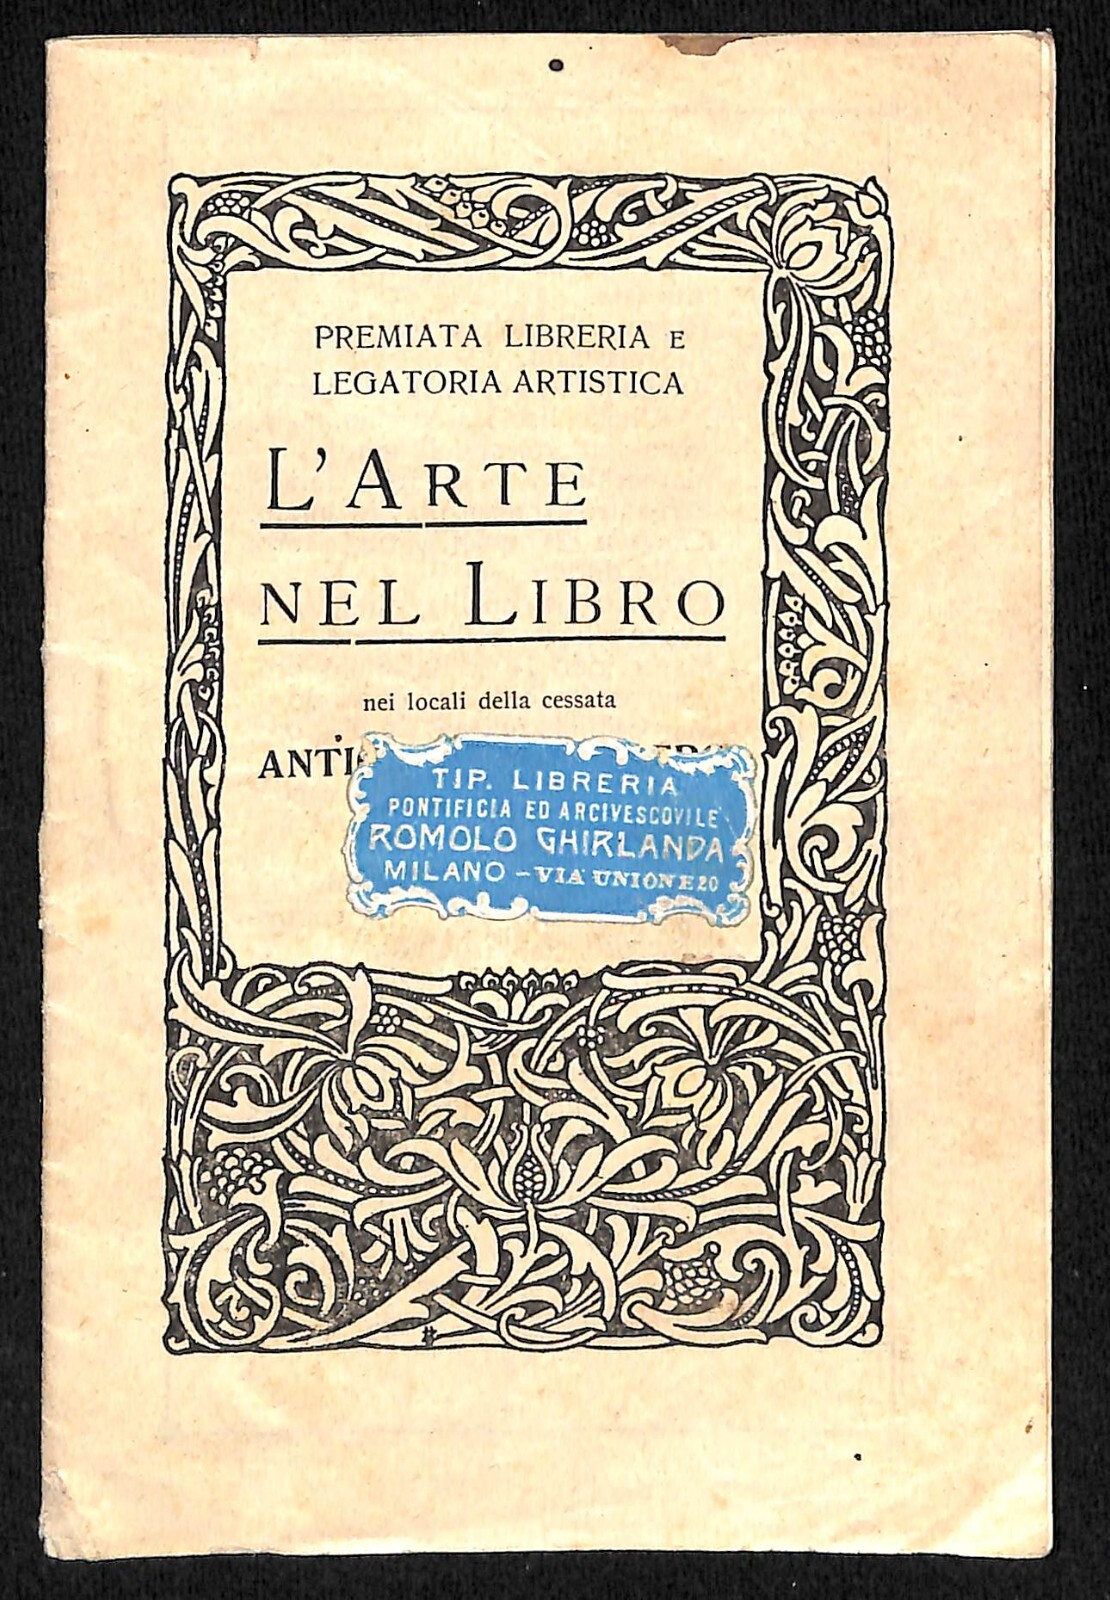 PREMIATA LIBRERIA E
LEGATORIA ARTISTICA
L'ARTE
NEL LIBRO
nei locali della cessata
TIP. LIBRERIA
PONTIFICIA ED ARCIVESCOVILE
ROMOLO GHIRLANDA
MILANO - VIA UNIONE 20